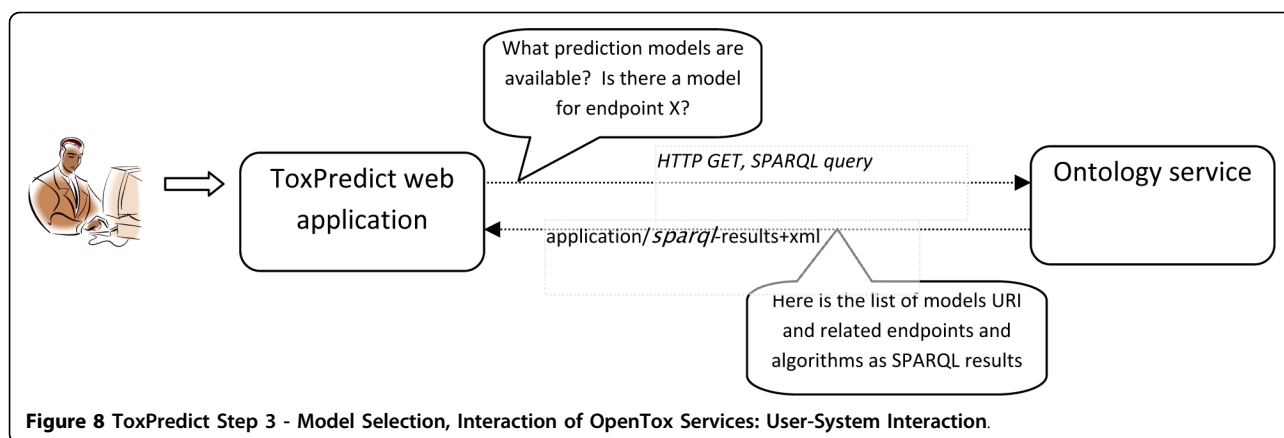 What prediction models are
available? Is there a model
for endpoint X?
HTTP GET, SPARQL query
ToxPredict web
application
Ontology service
application/sparql-results+xml
Here is the list of models URI
and related endpoints and
algorithms as SPARQL results
Figure 8 ToxPredict Step 3 - Model Selection, Interaction of OpenTox Services: User-System Interaction.